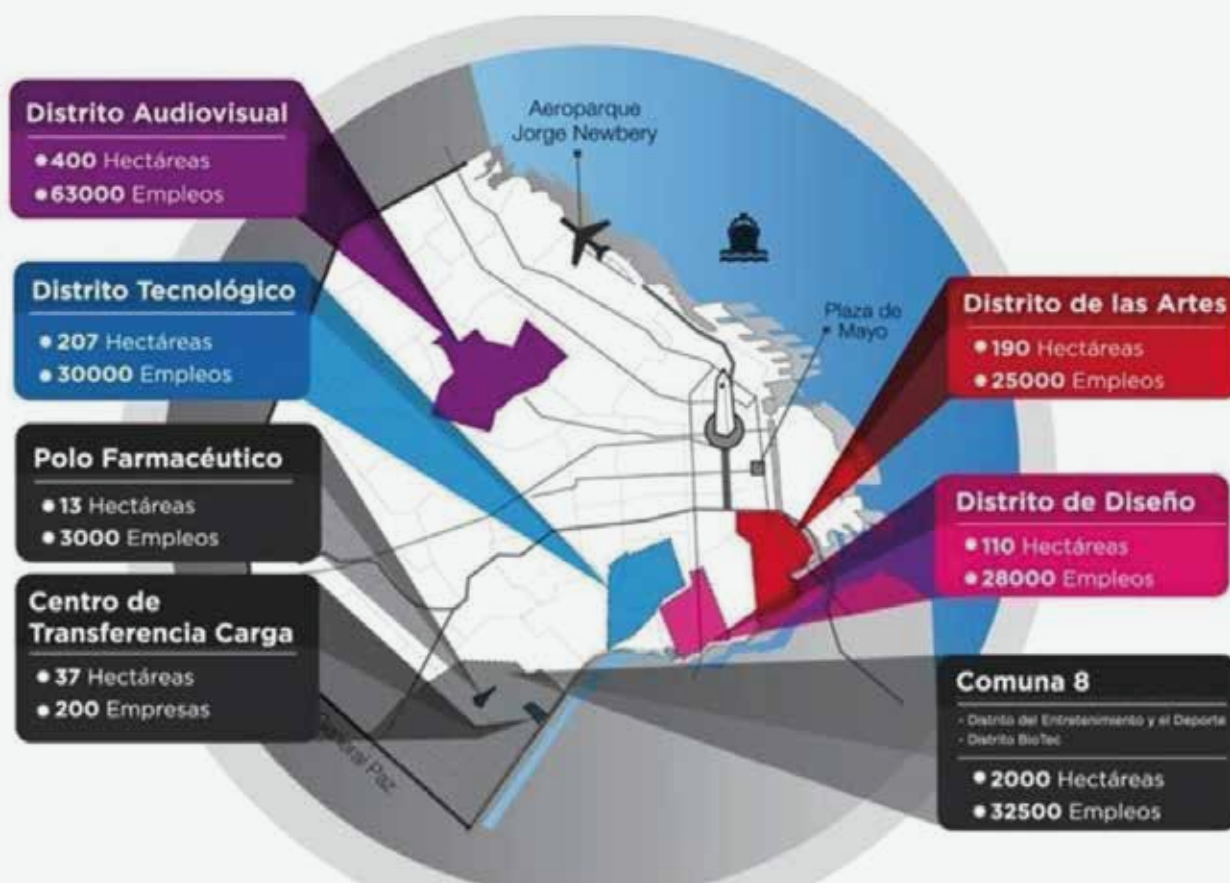 Distrito Audiovisual
400 Hectáreas
63000 Empleos
Distrito Tecnológico
207 Hectáreas
30000 Empleos
Polo Farmacéutico
13 Hectáreas
3000 Empleos
Centro de
Transferencia Carga
37 Hectáreas
200 Empresas
Aeroparque
Jorge Newbery
Plaza de
Mayo
General Paz
Distrito de las Artes
190 Hectáreas
25000 Empleos
Distrito de Diseño
110 Hectáreas
28000 Empleos
Comuna 8
- Distrito del Entretenimiento y el Deporte
- Distrito BioTec
2000 Hectáreas
32500 Empleos